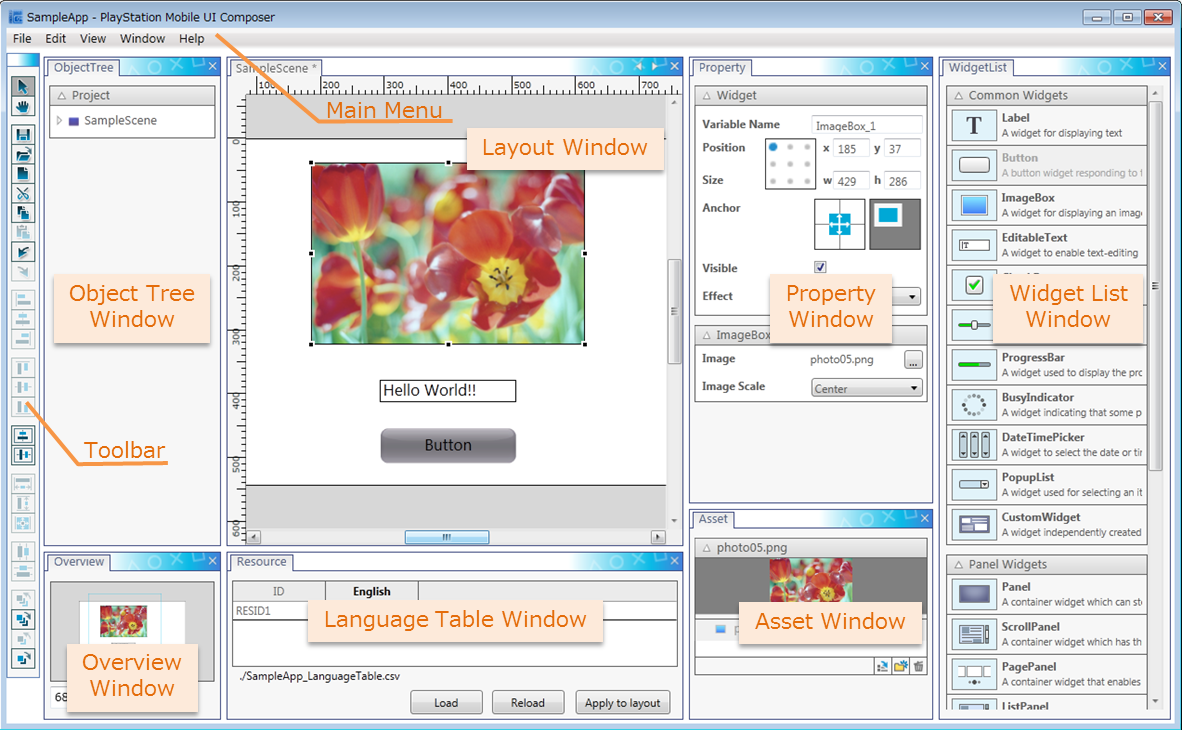 SampleApp - PlayStation Mobile UI Composer
File Edit View Window Help
Main Menu
ObjectTree
Project
SampleScene
Object Tree
Window
Toolbar
SampleScene *
100 200 300 400 500 600 700
0
100
200
300
400
500
600
Layout Window
Hello World!!
Button
Property
Widget
Variable Name ImageBox_1
Position x 185 y 37
Size w 429 h 286
Anchor
Visible
Effect
Property
Window
ImageBox
Image photo05.png ...
Image Scale Center
WidgetList
Common Widgets
T
Label
A widget for displaying text
Button
A button widget responding to
ImageBox
A widget for displaying an imag
EditableText
A widget to enable text-editing
Widget List
Window
ProgressBar
A widget used to display the pro
BusyIndicator
A widget indicating that some p
DateTimePicker
A widget to select the date or tir
PopupList
A widget used for selecting an it
CustomWidget
A widget independently created
Panel Widgets
Panel
A container widget which can st
ScrollPanel
A container widget which has th
PagePanel
A container widget that enables
ListPanel
Overview
Overview
Window
68
Resource
ID English
RESID1
Language Table Window
./SampleApp_LanguageTable.csv
Load Reload Apply to layout
Asset
photo05.png
Asset Window